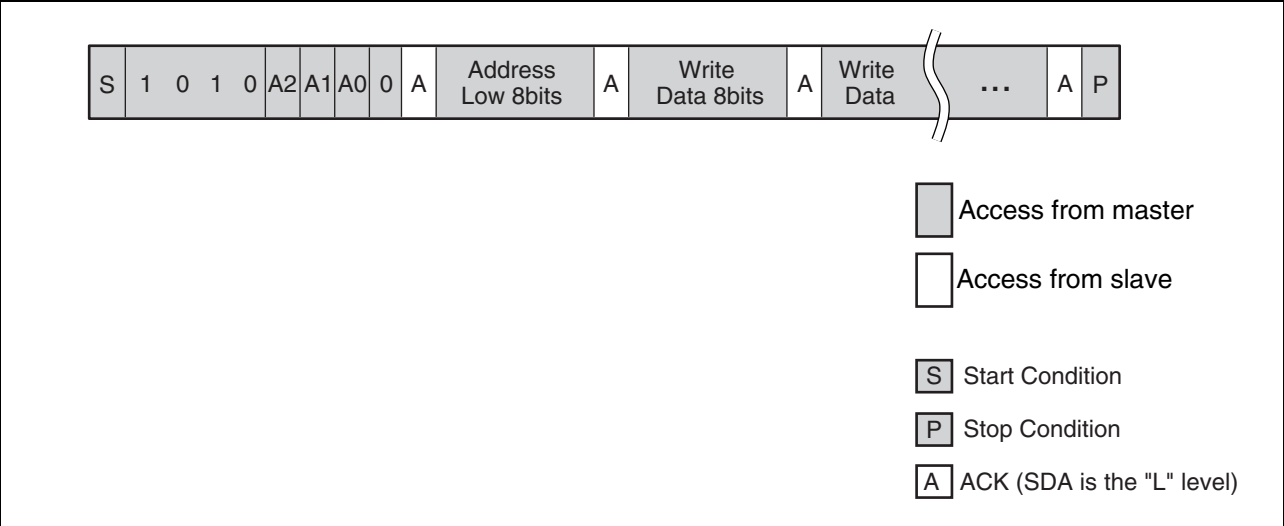 S 1 0 1 0 A2 A1 A0 0 A Address Low 8bits A Write Data 8bits A Write Data ... A P
Access from master
Access from slave
S Start Condition
P Stop Condition
A ACK (SDA is the "L" level)